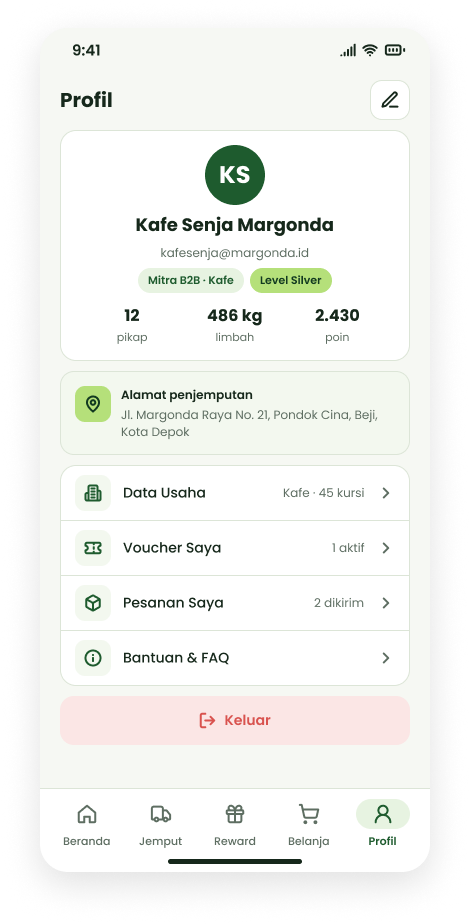 9:41
Profil
KS
Kafe Senja Margonda
kafesenja@margonda.id
Mitra B2B · Kafe
Level Silver
12
486 kg
2.430
pikap
limbah
poin
Alamat penjemputan
Jl. Margonda Raya No. 21, Pondok Cina, Beji,
Kota Depok
Data Usaha
Kafe · 45 kursi
Voucher Saya
1 aktif
Pesanan Saya
2 dikirim
Bantuan & FAQ
Keluar
Beranda
Jemput
Reward
Belanja
Profil